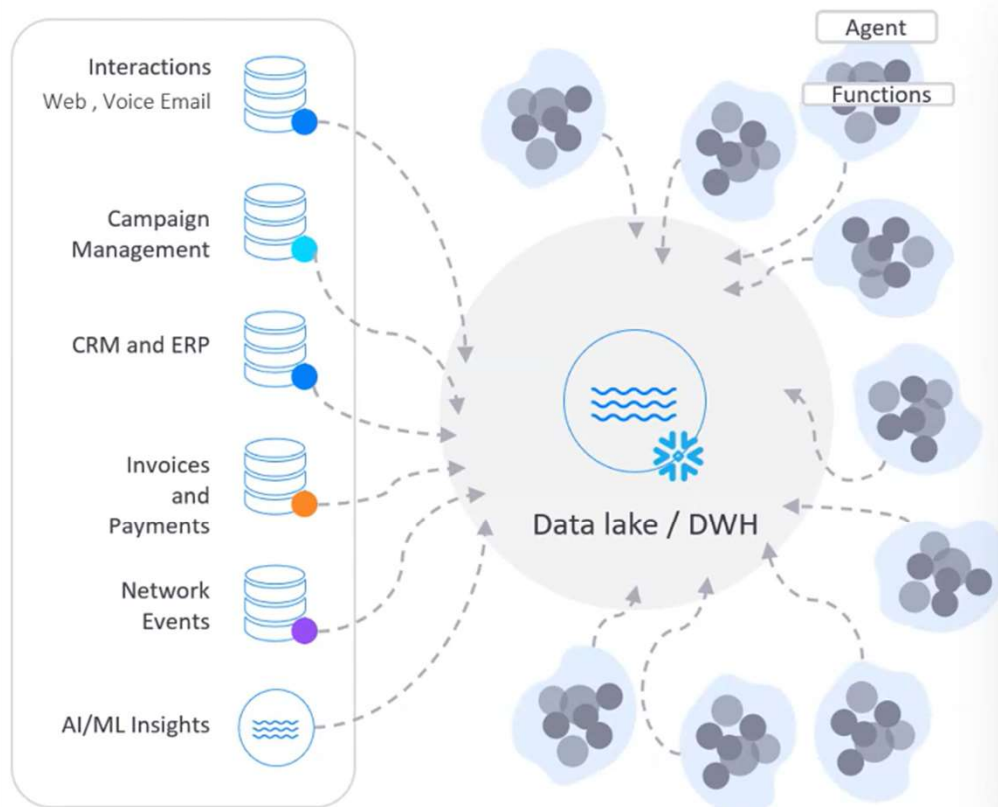 Interactions
Web , Voice Email
Campaign
Management
CRM and ERP
Invoices
and
Payments
Network
Events
AI/ML Insights
Data lake / DWH
Agent
Functions